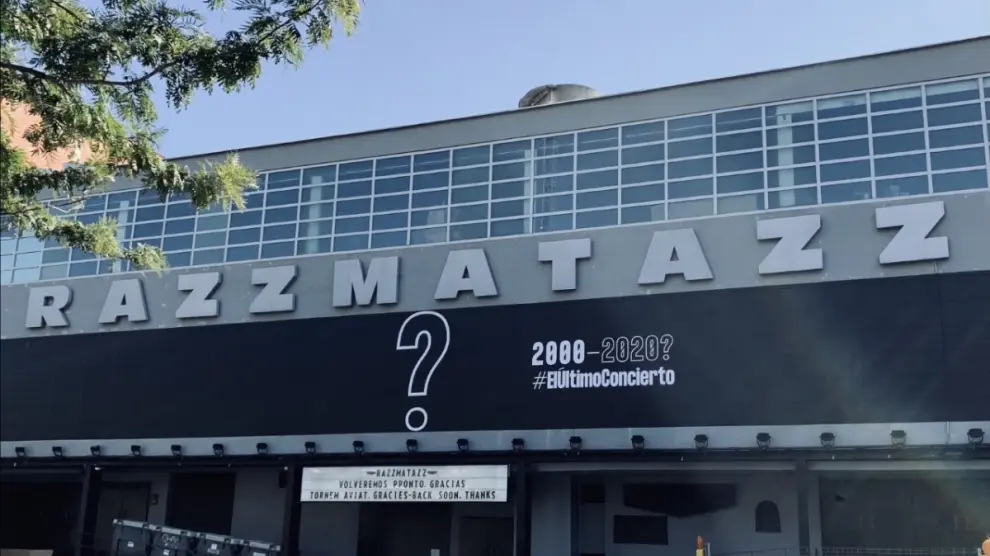 RAZZMATAZZ
?
2000-2020?
#ElÚltimoConcierto
RAZZMATAZZ
VOLVEREMOS PPONTO. GRACIAS
TORNEM AVIAT. GRACIES-BACK SOON. THANKS